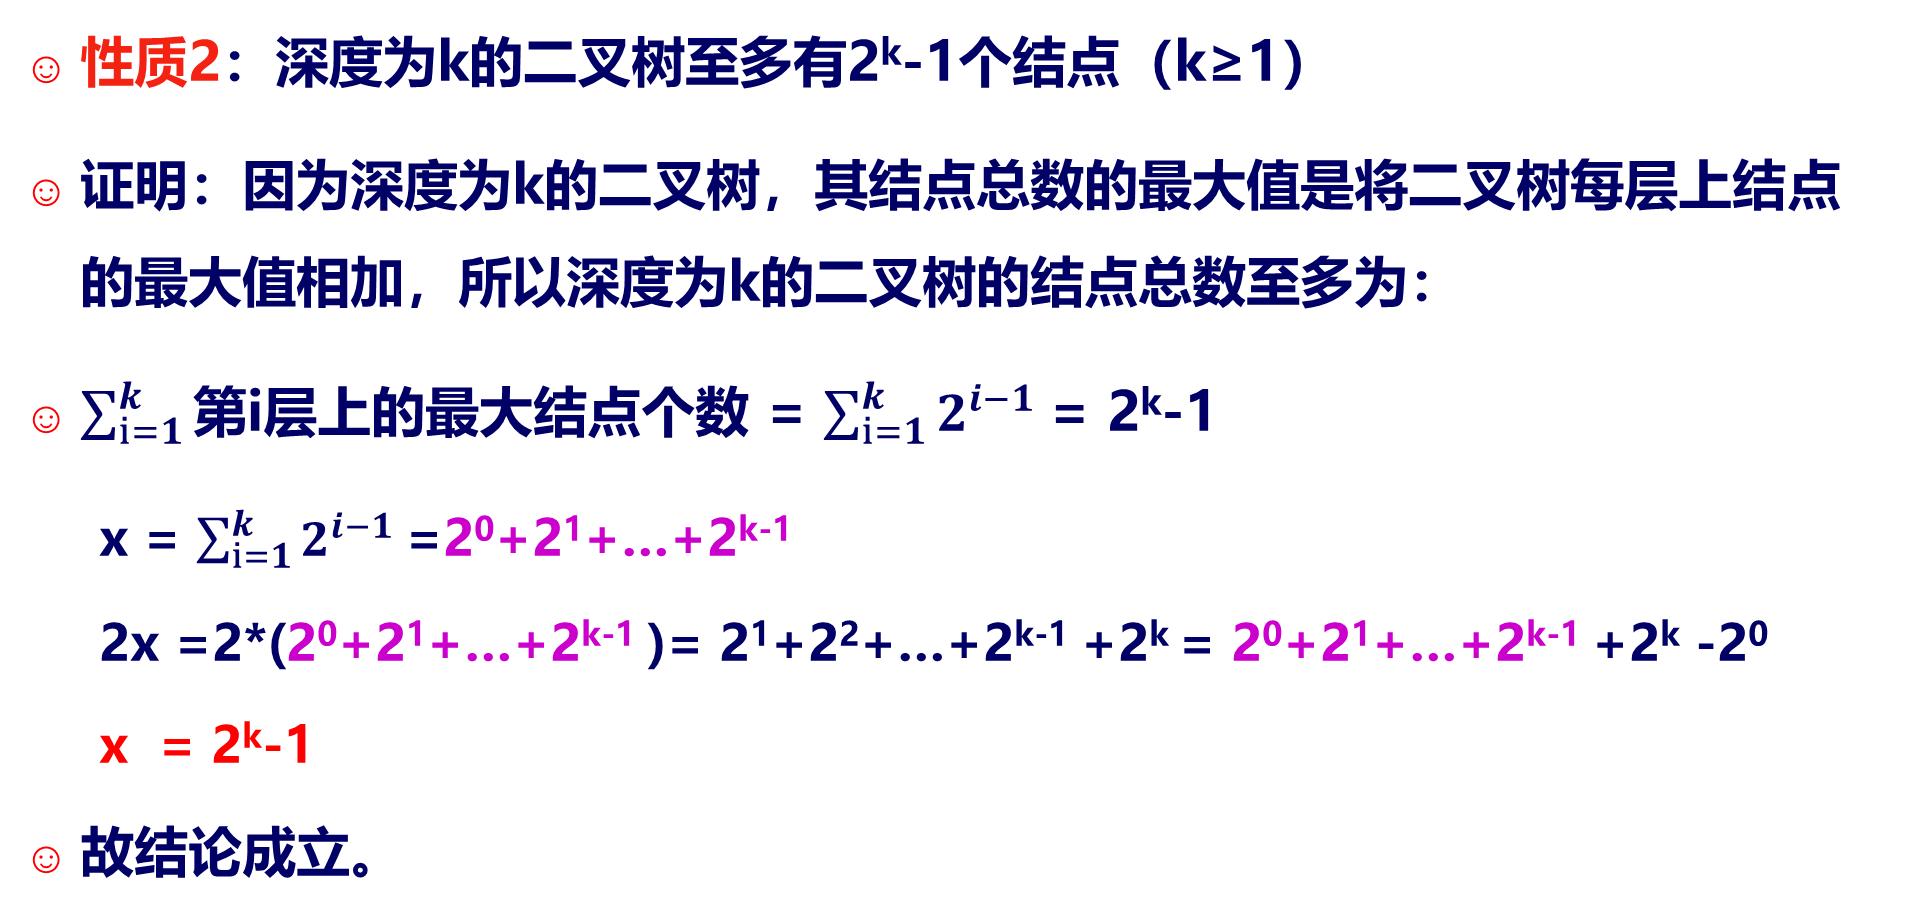 ☺ 性质2：深度为k的二叉树至多有2ᵏ-1个结点（k≥1）
☺ 证明：因为深度为k的二叉树，其结点总数的最大值是将二叉树每层上结点
的最大值相加，所以深度为k的二叉树的结点总数至多为：
☺ ∑_{i=1}^{k} 第i层上的最大结点个数 = ∑_{i=1}^{k} 2^{i−1} = 2ᵏ-1
x = ∑_{i=1}^{k} 2^{i−1} =2⁰+2¹+…+2ᵏ⁻¹
2x =2*(2⁰+2¹+…+2ᵏ⁻¹ )= 2¹+2²+…+2ᵏ⁻¹ +2ᵏ = 2⁰+2¹+…+2ᵏ⁻¹ +2ᵏ -2⁰
x = 2ᵏ-1
☺ 故结论成立。